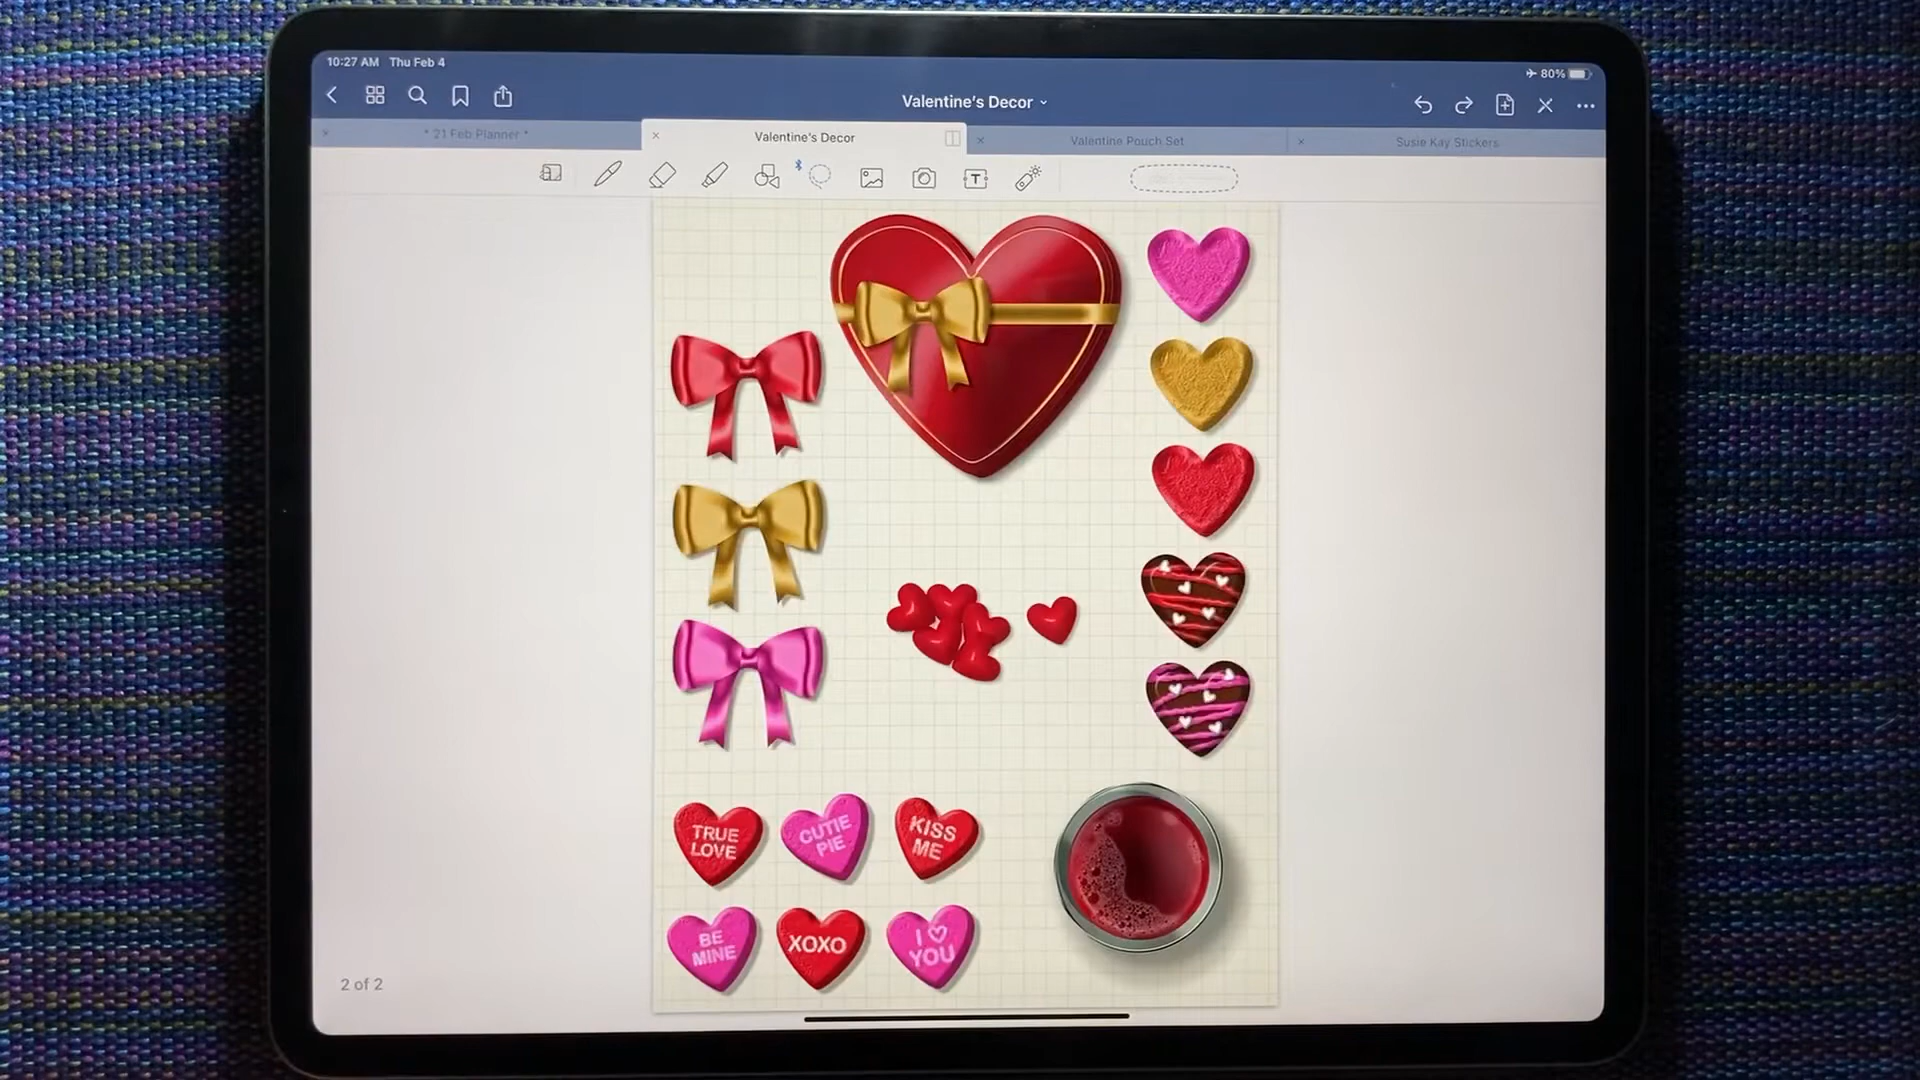 10:27 AM Thu Feb 4
80%
Valentine's Decor
* 21 Feb Planner *
Valentine's Decor
Valentine Pouch Set
Susie Kay Stickers
T
TRUE
LOVE
CUTIE
PIE
KISS
ME
BE
MINE
XOXO
I ♡
YOU
2 of 2